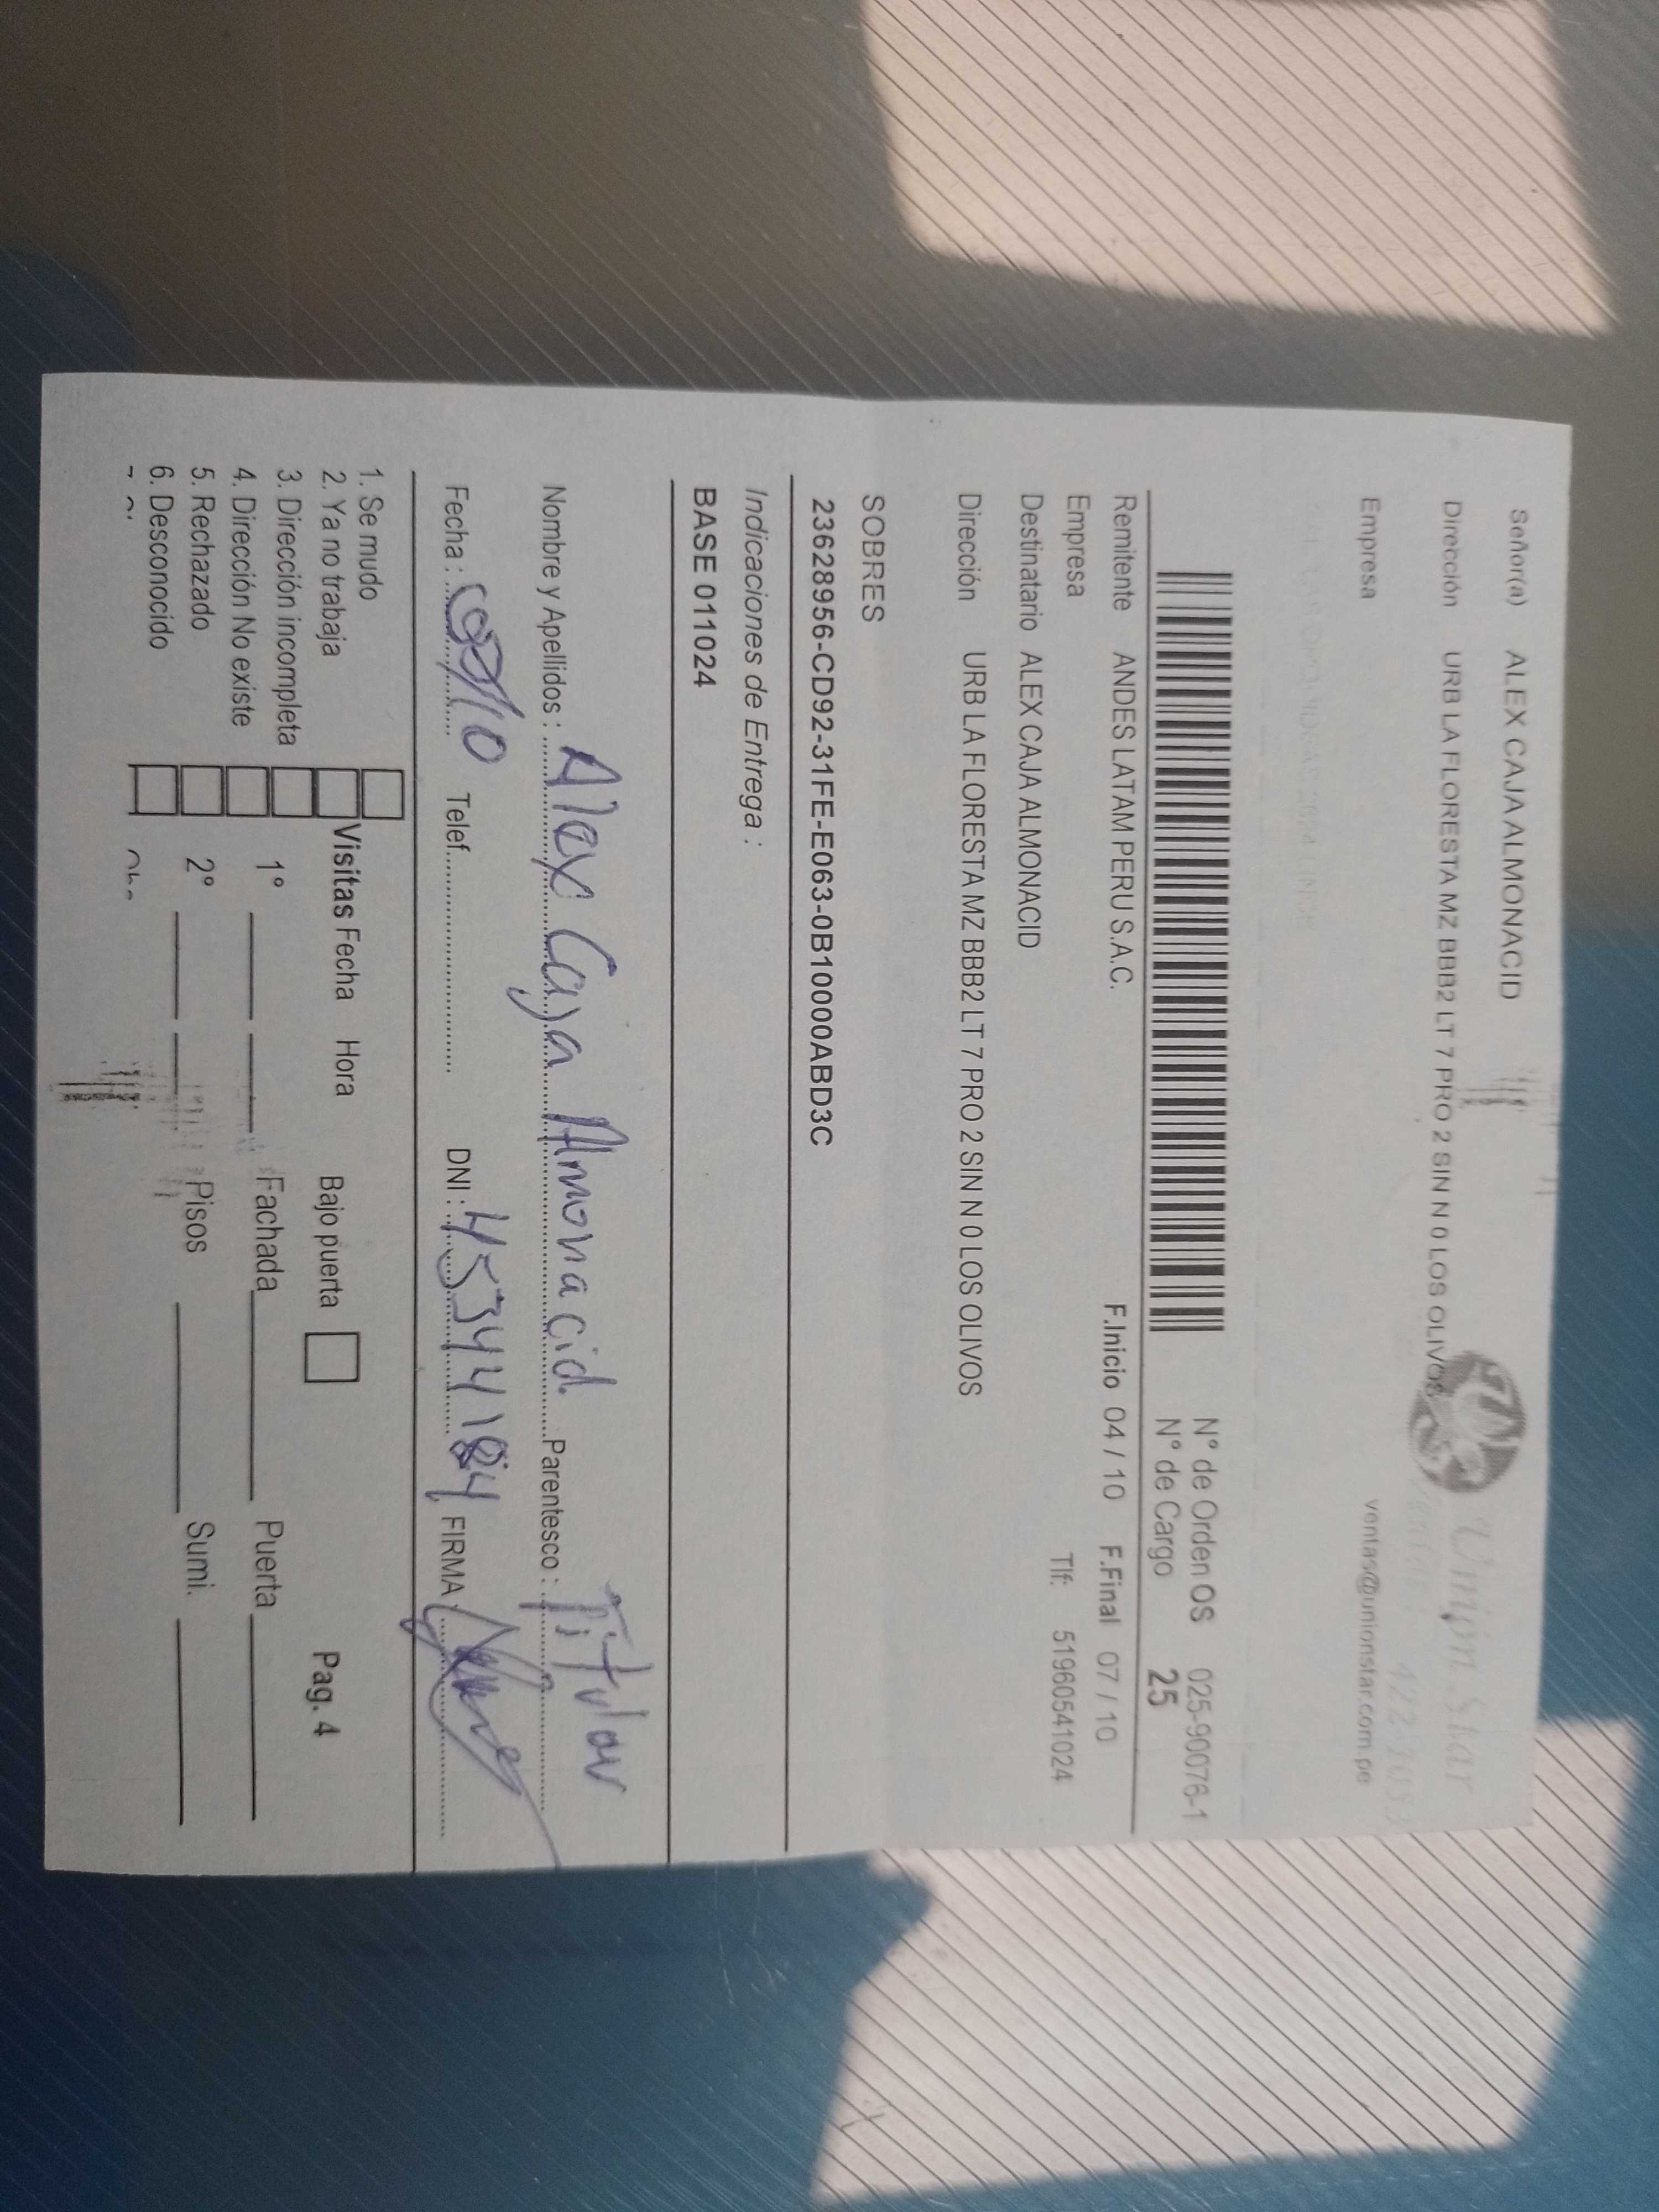 Señor(a) ALEX CAJA ALMONACID
Dirección URB LA FLORESTA MZ BBB2 LT 7 PRO 2 SIN N 0 LOS OLIVOS
Unión Star
Empresa
ventas@unionstar.com.pe
N° de Orden OS 025-90076-1
N° de Cargo 25
Remitente ANDES LATAM PERU S.A.C. F.Inicio 04 / 10 F.Final 07 / 10
Empresa Tlf: 51960541024
Destinatario ALEX CAJA ALMONACID
Dirección URB LA FLORESTA MZ BBB2 LT 7 PRO 2 SIN N 0 LOS OLIVOS
SOBRES
23628956-CD92-31FE-E063-0B10000ABD3C
Indicaciones de Entrega :
BASE 011024
Nombre y Apellidos : Alex Caja Almonacid Parentesco : Titular
Fecha : Telef. DNI : 45344184 FIRMA
1. Se mudo
2. Ya no trabaja Visitas Fecha Hora Bajo puerta Pag. 4
3. Dirección incompleta
4. Dirección No existe 1° Fachada Puerta
5. Rechazado 2° Pisos Sumi.
6. Desconocido